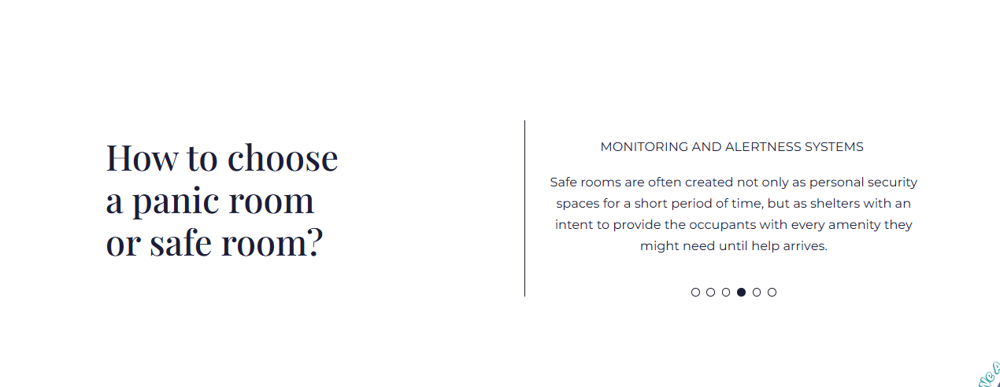 How to choose
a panic room
or safe room?
MONITORING AND ALERTNESS SYSTEMS
Safe rooms are often created not only as personal security
spaces for a short period of time, but as shelters with an
intent to provide the occupants with every amenity they
might need until help arrives.